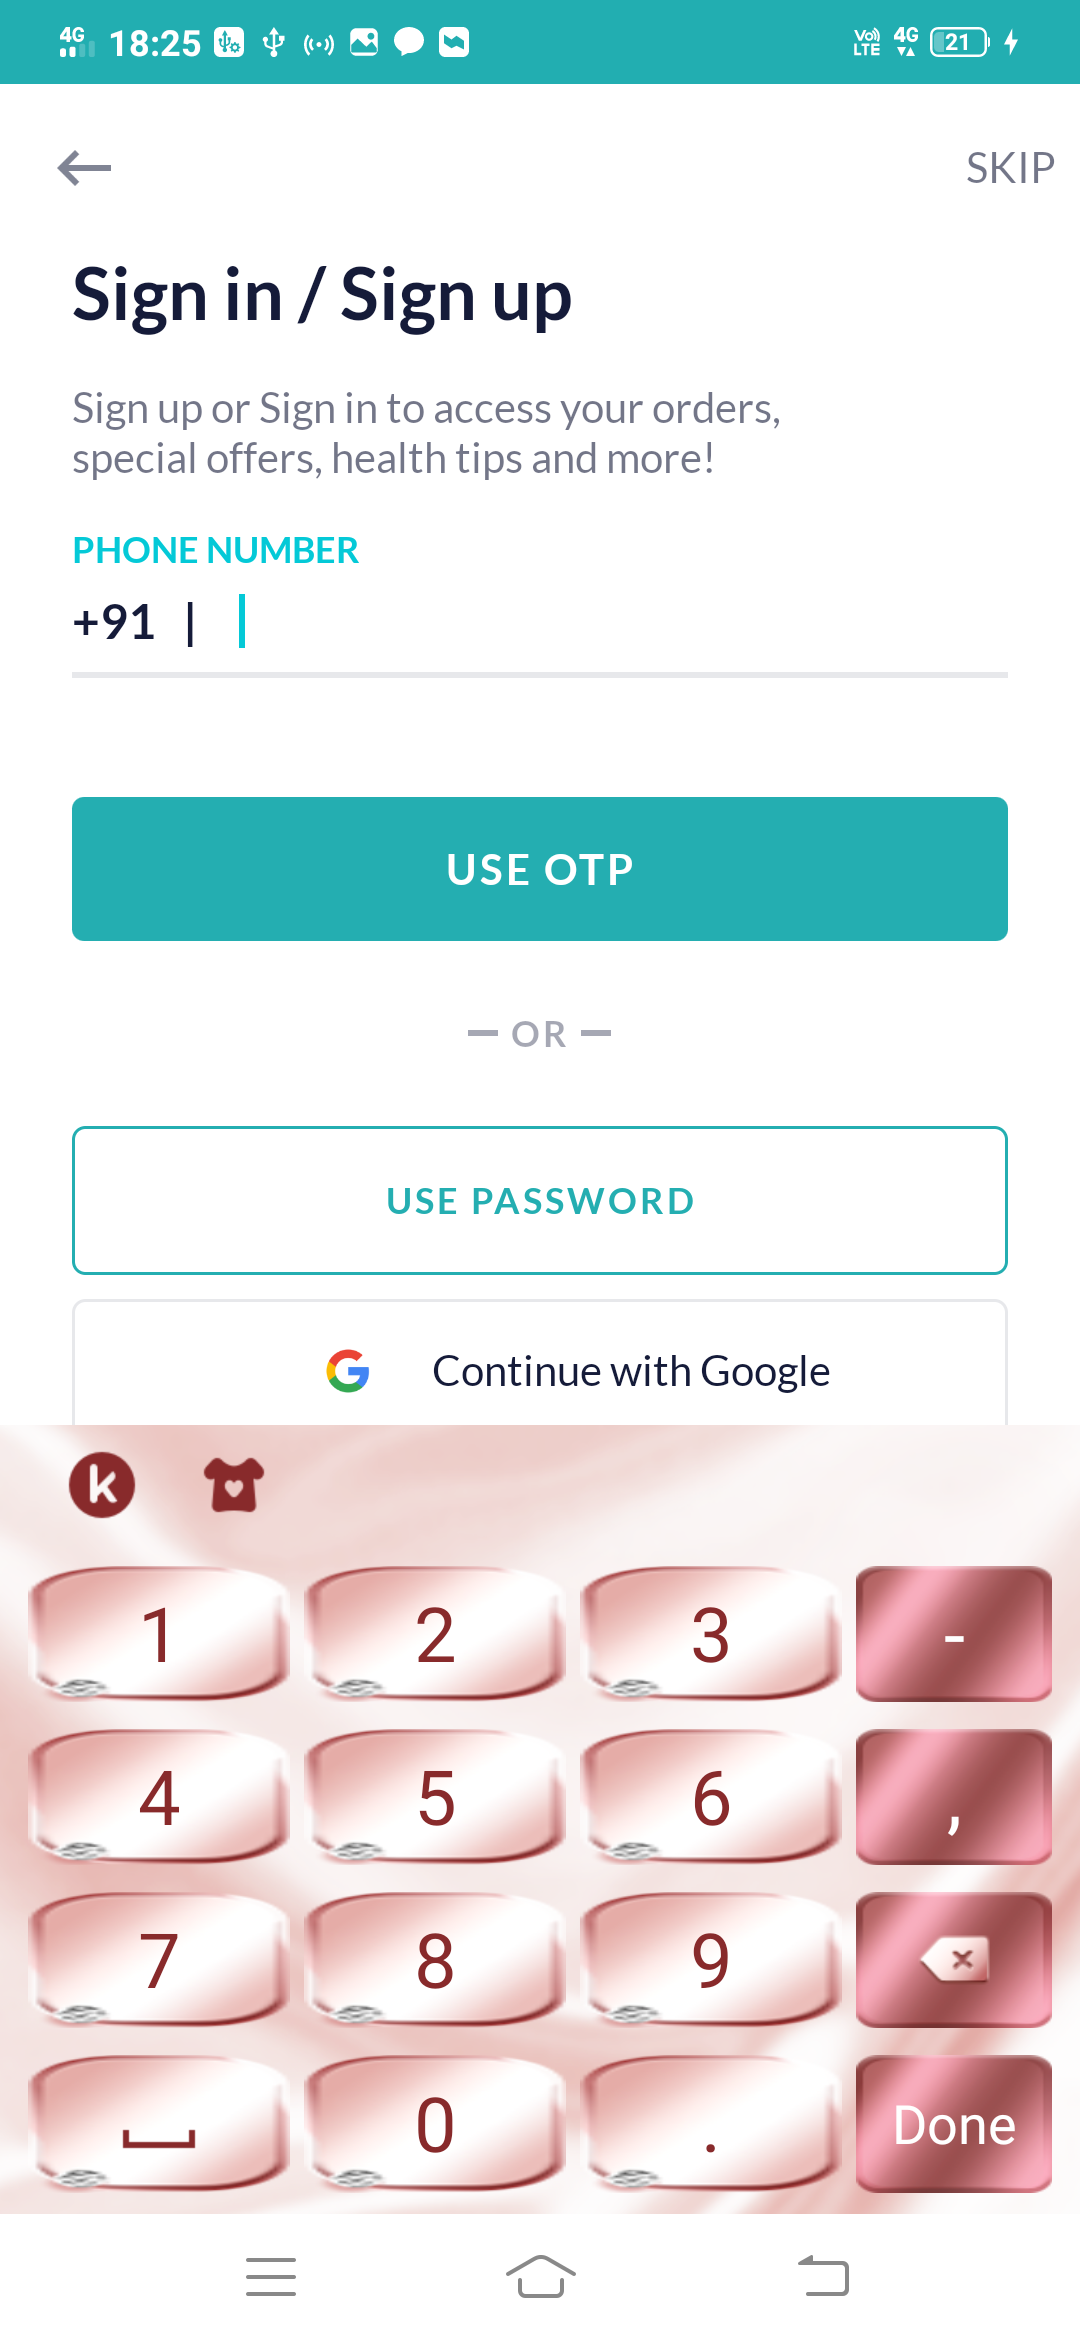 4G 18:25 VoLTE 4G 21
SKIP
Sign in / Sign up
Sign up or Sign in to access your orders,
special offers, health tips and more!
PHONE NUMBER
+91 |
USE OTP
OR
USE PASSWORD
G Continue with Google
k
1 2 3 -
4 5 6 ,
7 8 9
0 . Done